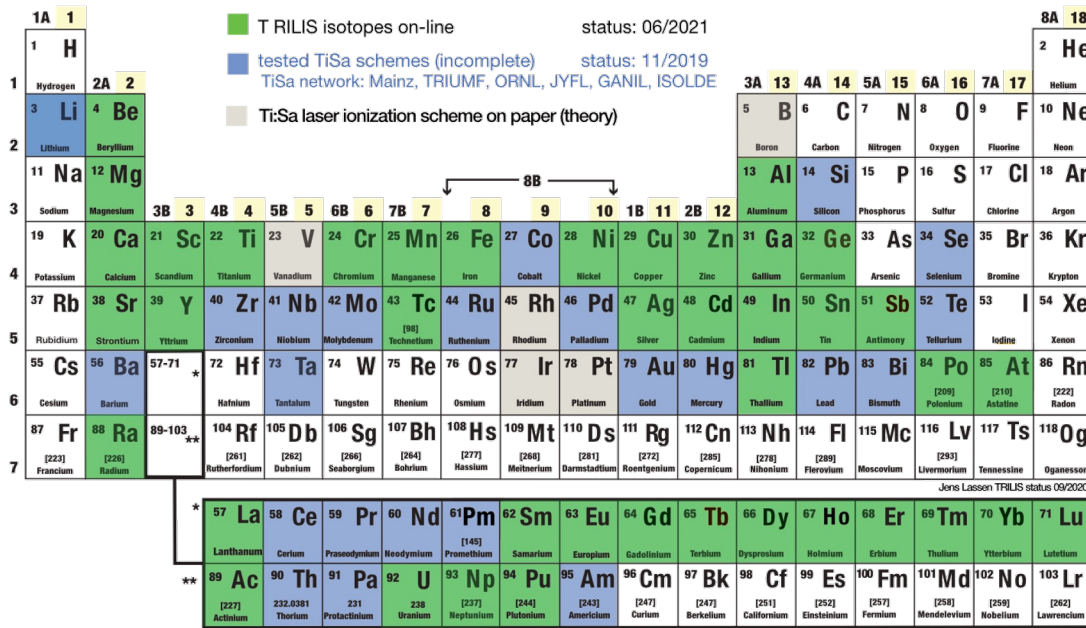 1A 1
8A 18
T RILIS isotopes on-line status: 06/2021
tested TiSa schemes (incomplete) status: 11/2019
TiSa network: Mainz, TRIUMF, ORNL, JYFL, GANIL, ISOLDE
Ti:Sa laser ionization scheme on paper (theory)
1 H Hydrogen
2 He Helium
1
2A 2
3A 13 4A 14 5A 15 6A 16 7A 17
3 Li Lithium
4 Be Beryllium
5 B Boron
6 C Carbon
7 N Nitrogen
8 O Oxygen
9 F Fluorine
10 Ne Neon
2
11 Na Sodium
12 Mg Magnesium
13 Al Aluminum
14 Si Silicon
15 P Phosphorus
16 S Sulfur
17 Cl Chlorine
18 Ar Argon
3
8B
3B 3 4B 4 5B 5 6B 6 7B 7 8 9 10 1B 11 2B 12
19 K Potassium
20 Ca Calcium
21 Sc Scandium
22 Ti Titanium
23 V Vanadium
24 Cr Chromium
25 Mn Manganese
26 Fe Iron
27 Co Cobalt
28 Ni Nickel
29 Cu Copper
30 Zn Zinc
31 Ga Gallium
32 Ge Germanium
33 As Arsenic
34 Se Selenium
35 Br Bromine
36 Kr Krypton
4
37 Rb Rubidium
38 Sr Strontium
39 Y Yttrium
40 Zr Zirconium
41 Nb Niobium
42 Mo Molybdenum
43 Tc [98] Technetium
44 Ru Ruthenium
45 Rh Rhodium
46 Pd Palladium
47 Ag Silver
48 Cd Cadmium
49 In Indium
50 Sn Tin
51 Sb Antimony
52 Te Tellurium
53 I Iodine
54 Xe Xenon
5
55 Cs Cesium
56 Ba Barium
57-71 *
72 Hf Hafnium
73 Ta Tantalum
74 W Tungsten
75 Re Rhenium
76 Os Osmium
77 Ir Iridium
78 Pt Platinum
79 Au Gold
80 Hg Mercury
81 Tl Thallium
82 Pb Lead
83 Bi Bismuth
84 Po [209] Polonium
85 At [210] Astatine
86 Rn [222] Radon
6
87 Fr [223] Francium
88 Ra [226] Radium
89-103 **
104 Rf [261] Rutherfordium
105 Db [262] Dubnium
106 Sg [266] Seaborgium
107 Bh [264] Bohrium
108 Hs [277] Hassium
109 Mt [268] Meitnerium
110 Ds [281] Darmstadtium
111 Rg [272] Roentgenium
112 Cn [285] Copernicum
113 Nh [278] Nihonium
114 Fl [289] Flerovium
115 Mc Moscovium
116 Lv [293] Livermorium
117 Ts Tennessine
118 Og Oganesson
7
Jens Lassen TRILIS status 09/2020
*
57 La Lanthanum
58 Ce Cerium
59 Pr Praseodymium
60 Nd Neodymium
61 Pm [145] Promethium
62 Sm Samarium
63 Eu Europium
64 Gd Gadolinium
65 Tb Terbium
66 Dy Dysprosium
67 Ho Holmium
68 Er Erbium
69 Tm Thulium
70 Yb Ytterbium
71 Lu Lutetium
**
89 Ac [227] Actinium
90 Th 232.0381 Thorium
91 Pa 231 Protactinium
92 U 238 Uranium
93 Np [237] Neptunium
94 Pu [244] Plutonium
95 Am [243] Americium
96 Cm [247] Curium
97 Bk [247] Berkelium
98 Cf [251] Californium
99 Es [252] Einsteinium
100 Fm [257] Fermium
101 Md [258] Mendelevium
102 No [259] Nobelium
103 Lr [262] Lawrencium